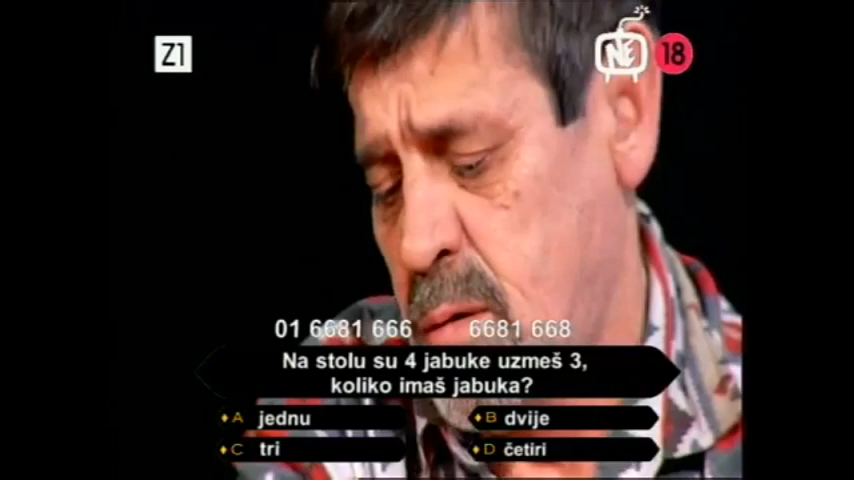 Z1
NE
18
01 6681 666 6681 668
Na stolu su 4 jabuke uzmeš 3,
koliko imaš jabuka?
A jednu
B dvije
C tri
D četiri